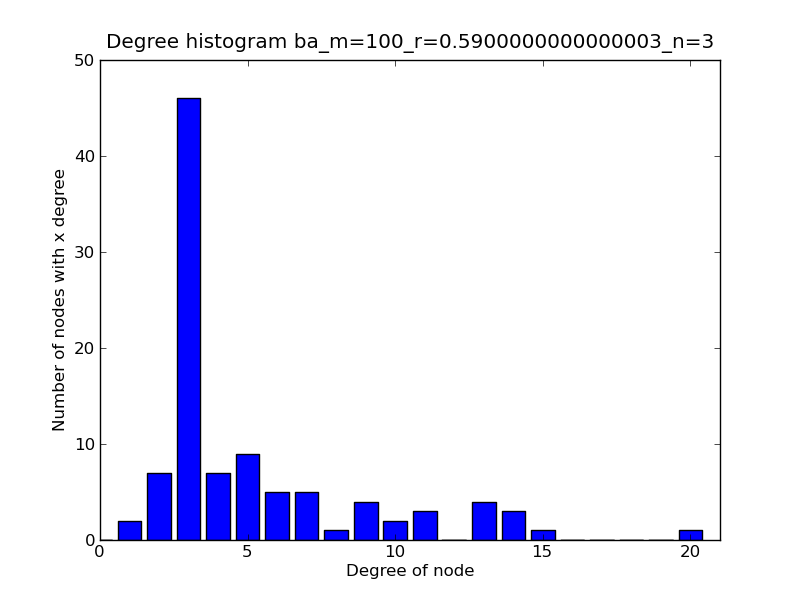 Degree histogram ba_m=100_r=0.5900000000000003_n=3
50
40
30
20
10
0
Number of nodes with x degree
0 5 10 15 20
Degree of node